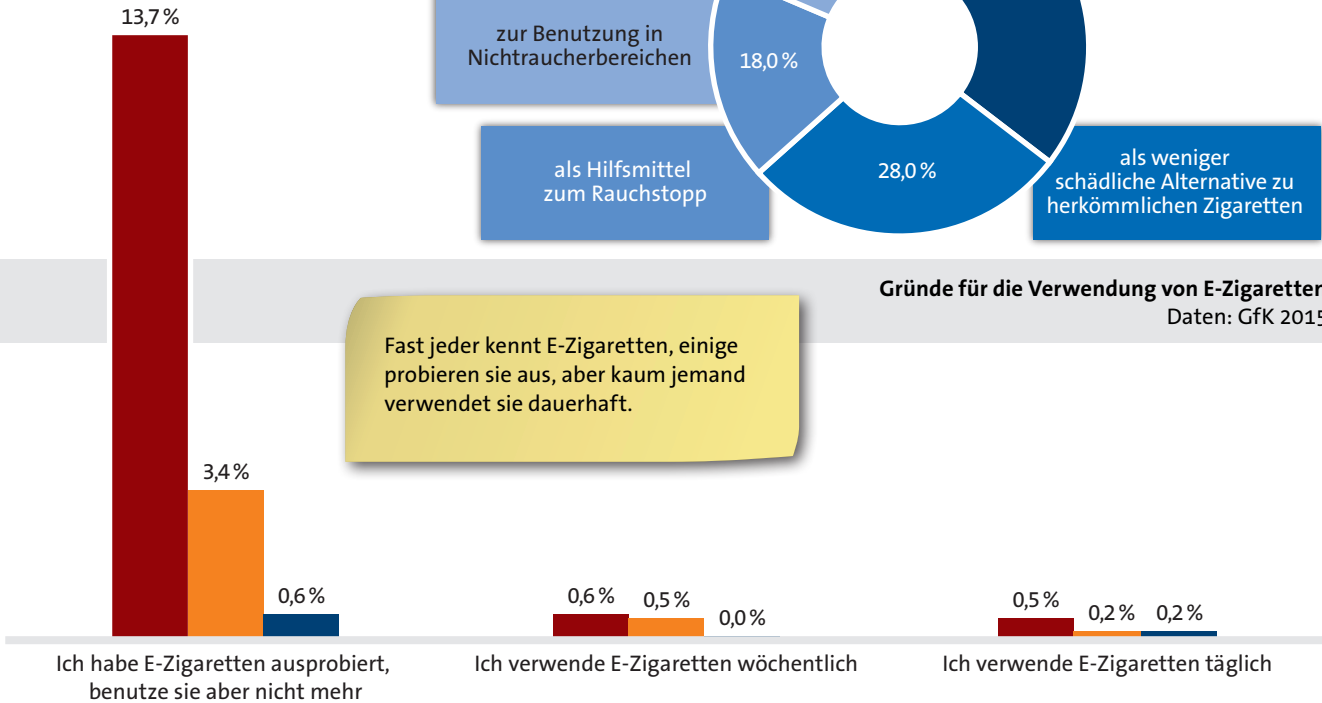 13,7 %
zur Benutzung in
Nichtraucherbereichen
18,0 %
als Hilfsmittel
zum Rauchstopp
28,0 %
als weniger
schädliche Alternative zu
herkömmlichen Zigaretten
Gründe für die Verwendung von E-Zigaretten
Daten: GfK 2015
Fast jeder kennt E-Zigaretten, einige
probieren sie aus, aber kaum jemand
verwendet sie dauerhaft.
3,4 %
0,6 %
0,6 %
0,5 %
0,0 %
0,5 %
0,2 %
0,2 %
Ich habe E-Zigaretten ausprobiert,
benutze sie aber nicht mehr
Ich verwende E-Zigaretten wöchentlich
Ich verwende E-Zigaretten täglich